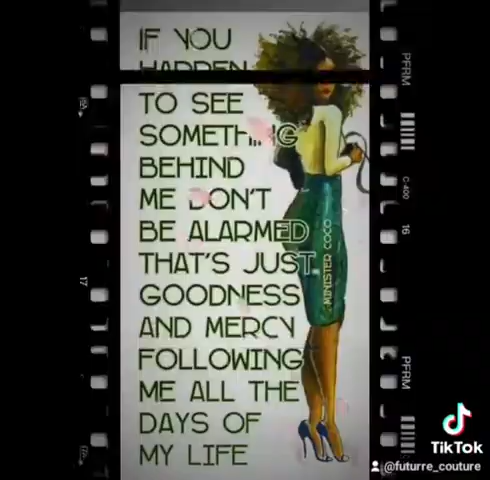 IF YOU
HAPPEN
TO SEE
SOMETHING
BEHIND
ME DON'T
BE ALARMED
THAT'S JUST
GOODNESS
AND MERCY
FOLLOWING
ME ALL THE
DAYS OF
MY LIFE
MINISTER COCO
PFRM
C-400
16
17
PFRM
TikTok
@futurre_couture